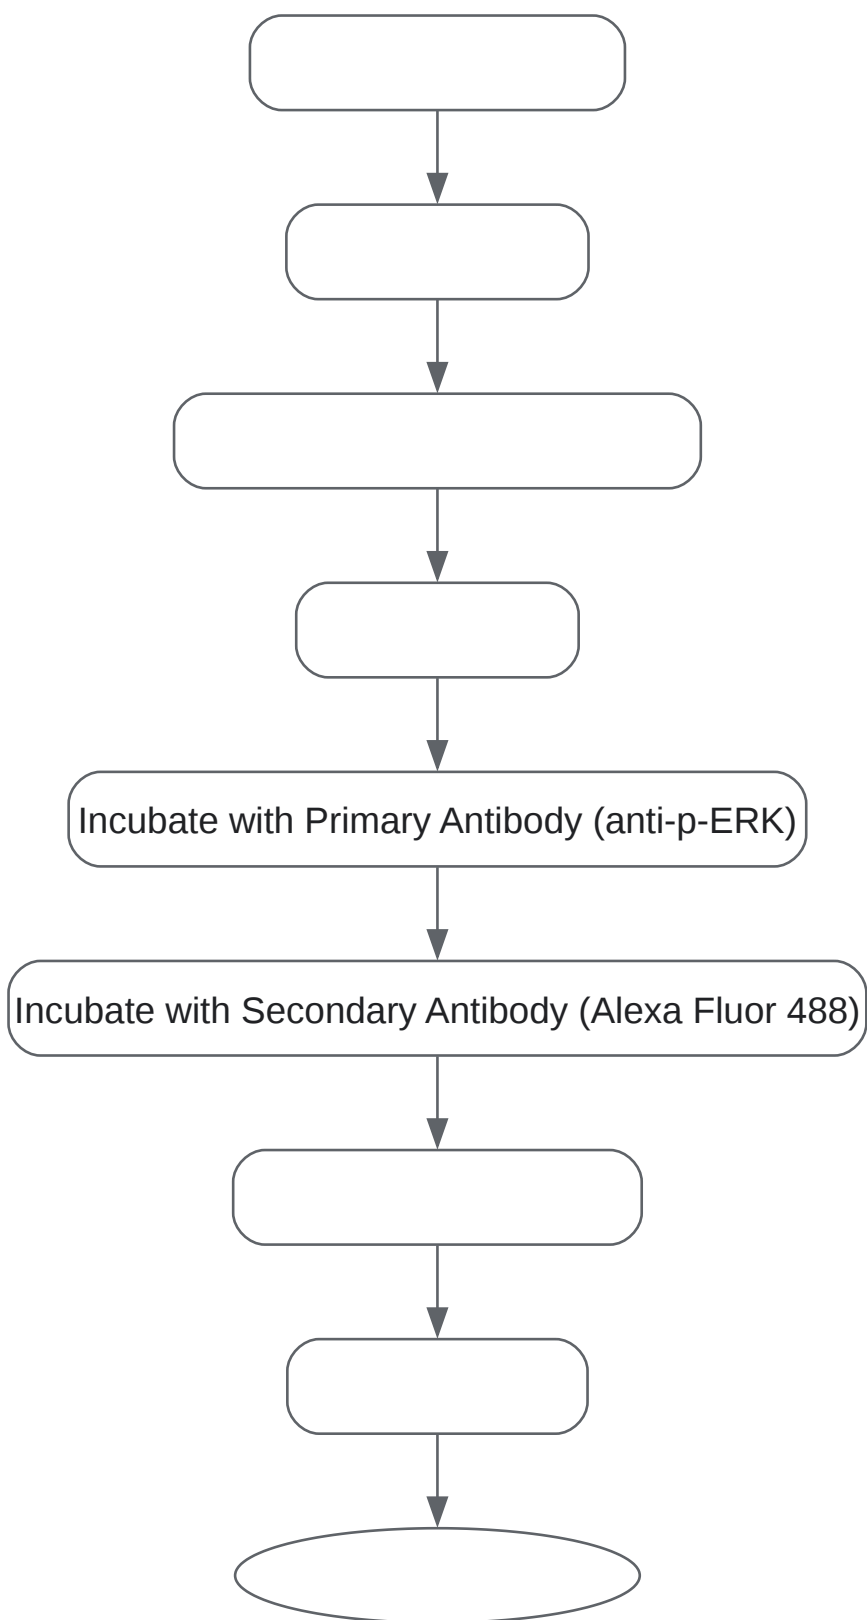 Incubate with Primary Antibody (anti-p-ERK)
Incubate with Secondary Antibody (Alexa Fluor 488)